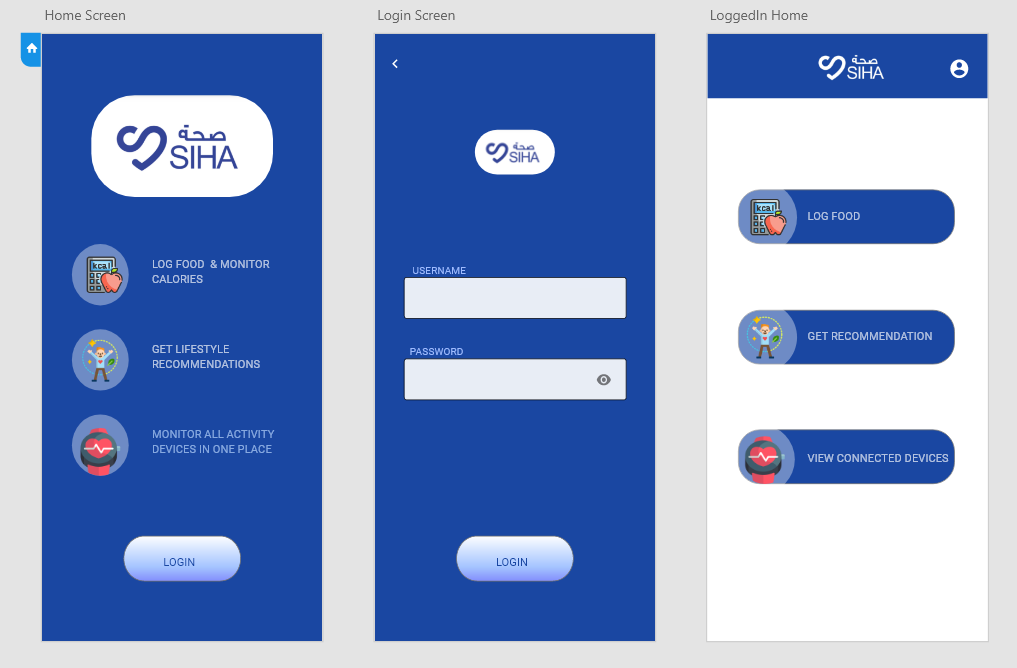 Home Screen
صحة
SIHA
kcal
LOG FOOD & MONITOR
CALORIES
GET LIFESTYLE
RECOMMENDATIONS
MONITOR ALL ACTIVITY
DEVICES IN ONE PLACE
LOGIN
Login Screen
صحة
SIHA
USERNAME
PASSWORD
LOGIN
LoggedIn Home
صحة
SIHA
kcal
LOG FOOD
GET RECOMMENDATION
VIEW CONNECTED DEVICES